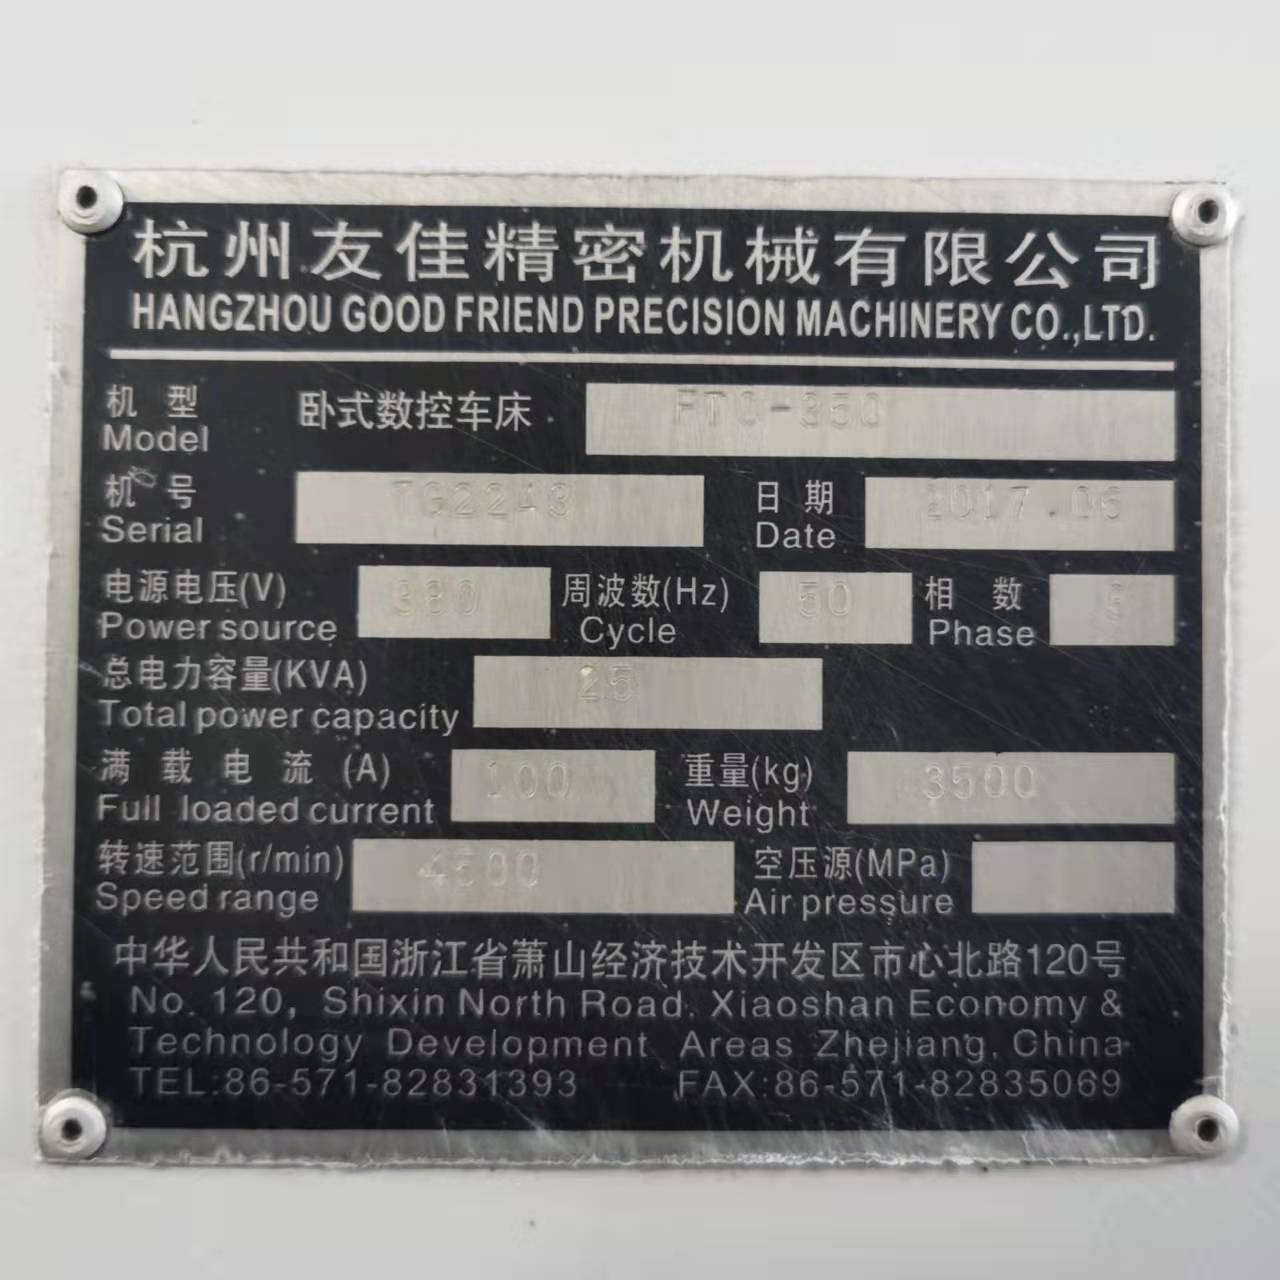 杭州友佳精密机械有限公司
HANGZHOU GOOD FRIEND PRECISION MACHINERY CO.,LTD.
机 型 卧式数控车床 FTC-350
Model
机 号 TG2243 日 期 2017.06
Serial Date
电源电压(V) 380 周波数(Hz) 50 相 数 3
Power source Cycle Phase
总电力容量(KVA) 25
Total power capacity
满 载 电 流 (A) 100 重量(kg) 3500
Full loaded current Weight
转速范围(r/min) 4500 空压源(MPa)
Speed range Air pressure
中华人民共和国浙江省萧山经济技术开发区市心北路120号
No. 120, Shixin North Road. Xiaoshan Economy &
Technology Development Areas Zhejiang, China
TEL:86-571-82831393 FAX:86-571-82835069